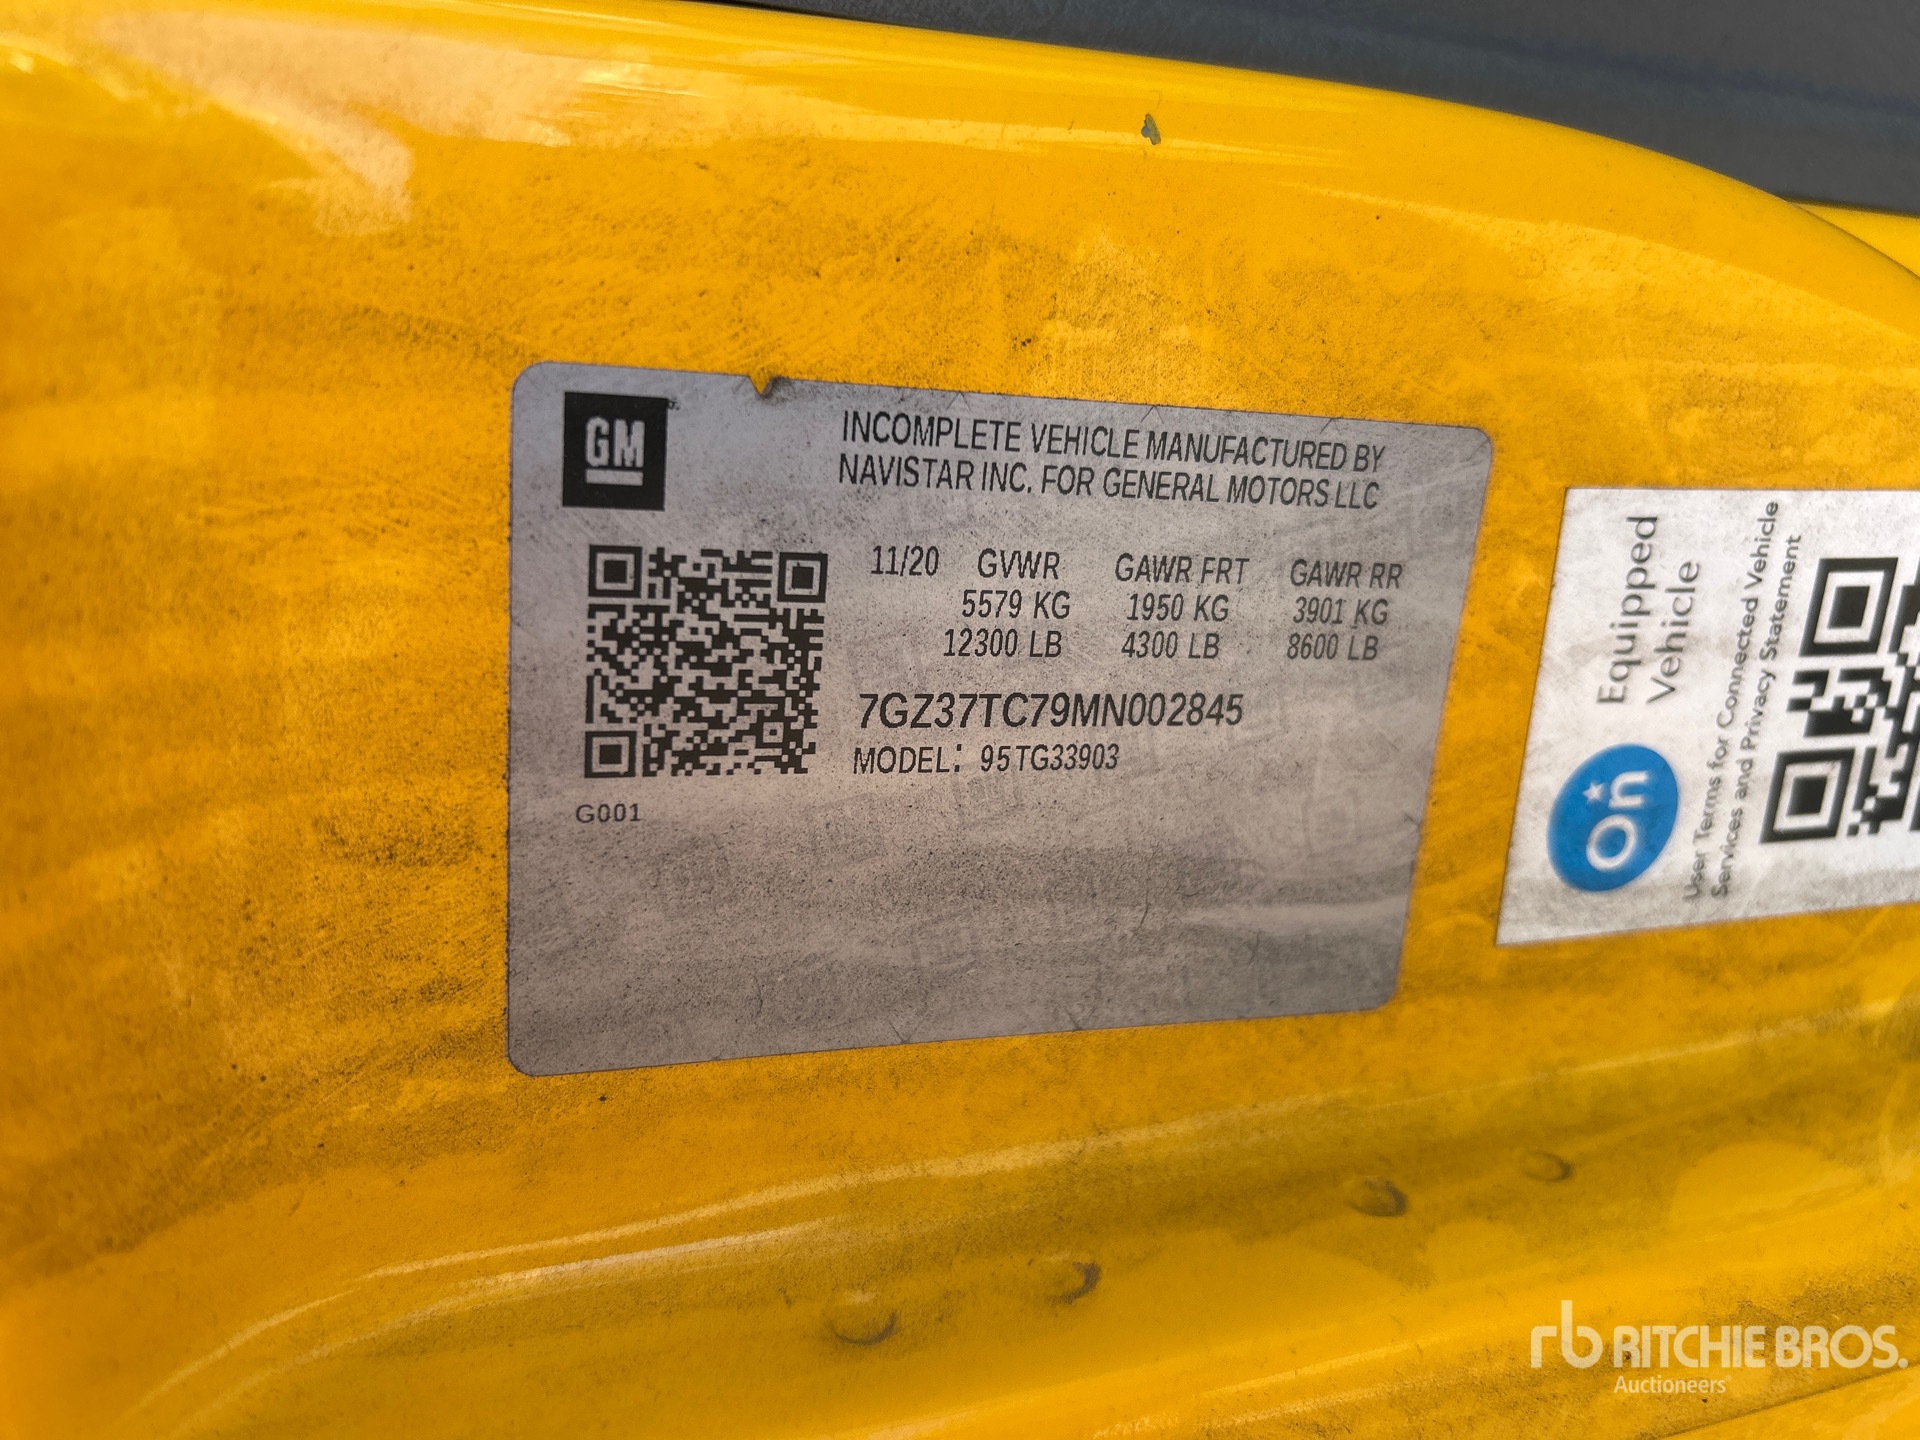 GM
INCOMPLETE VEHICLE MANUFACTURED BY
NAVISTAR INC. FOR GENERAL MOTORS LLC
11/20 GVWR GAWR FRT GAWR RR
5579 KG 1950 KG 3901 KG
12300 LB 4300 LB 8600 LB
7GZ37TC79MN002845
MODEL: 95TG33903
G001
on
Equipped
Vehicle
User Terms for Connected Vehicle
Services and Privacy Statement
rb RITCHIE BROS.
Auctioneers